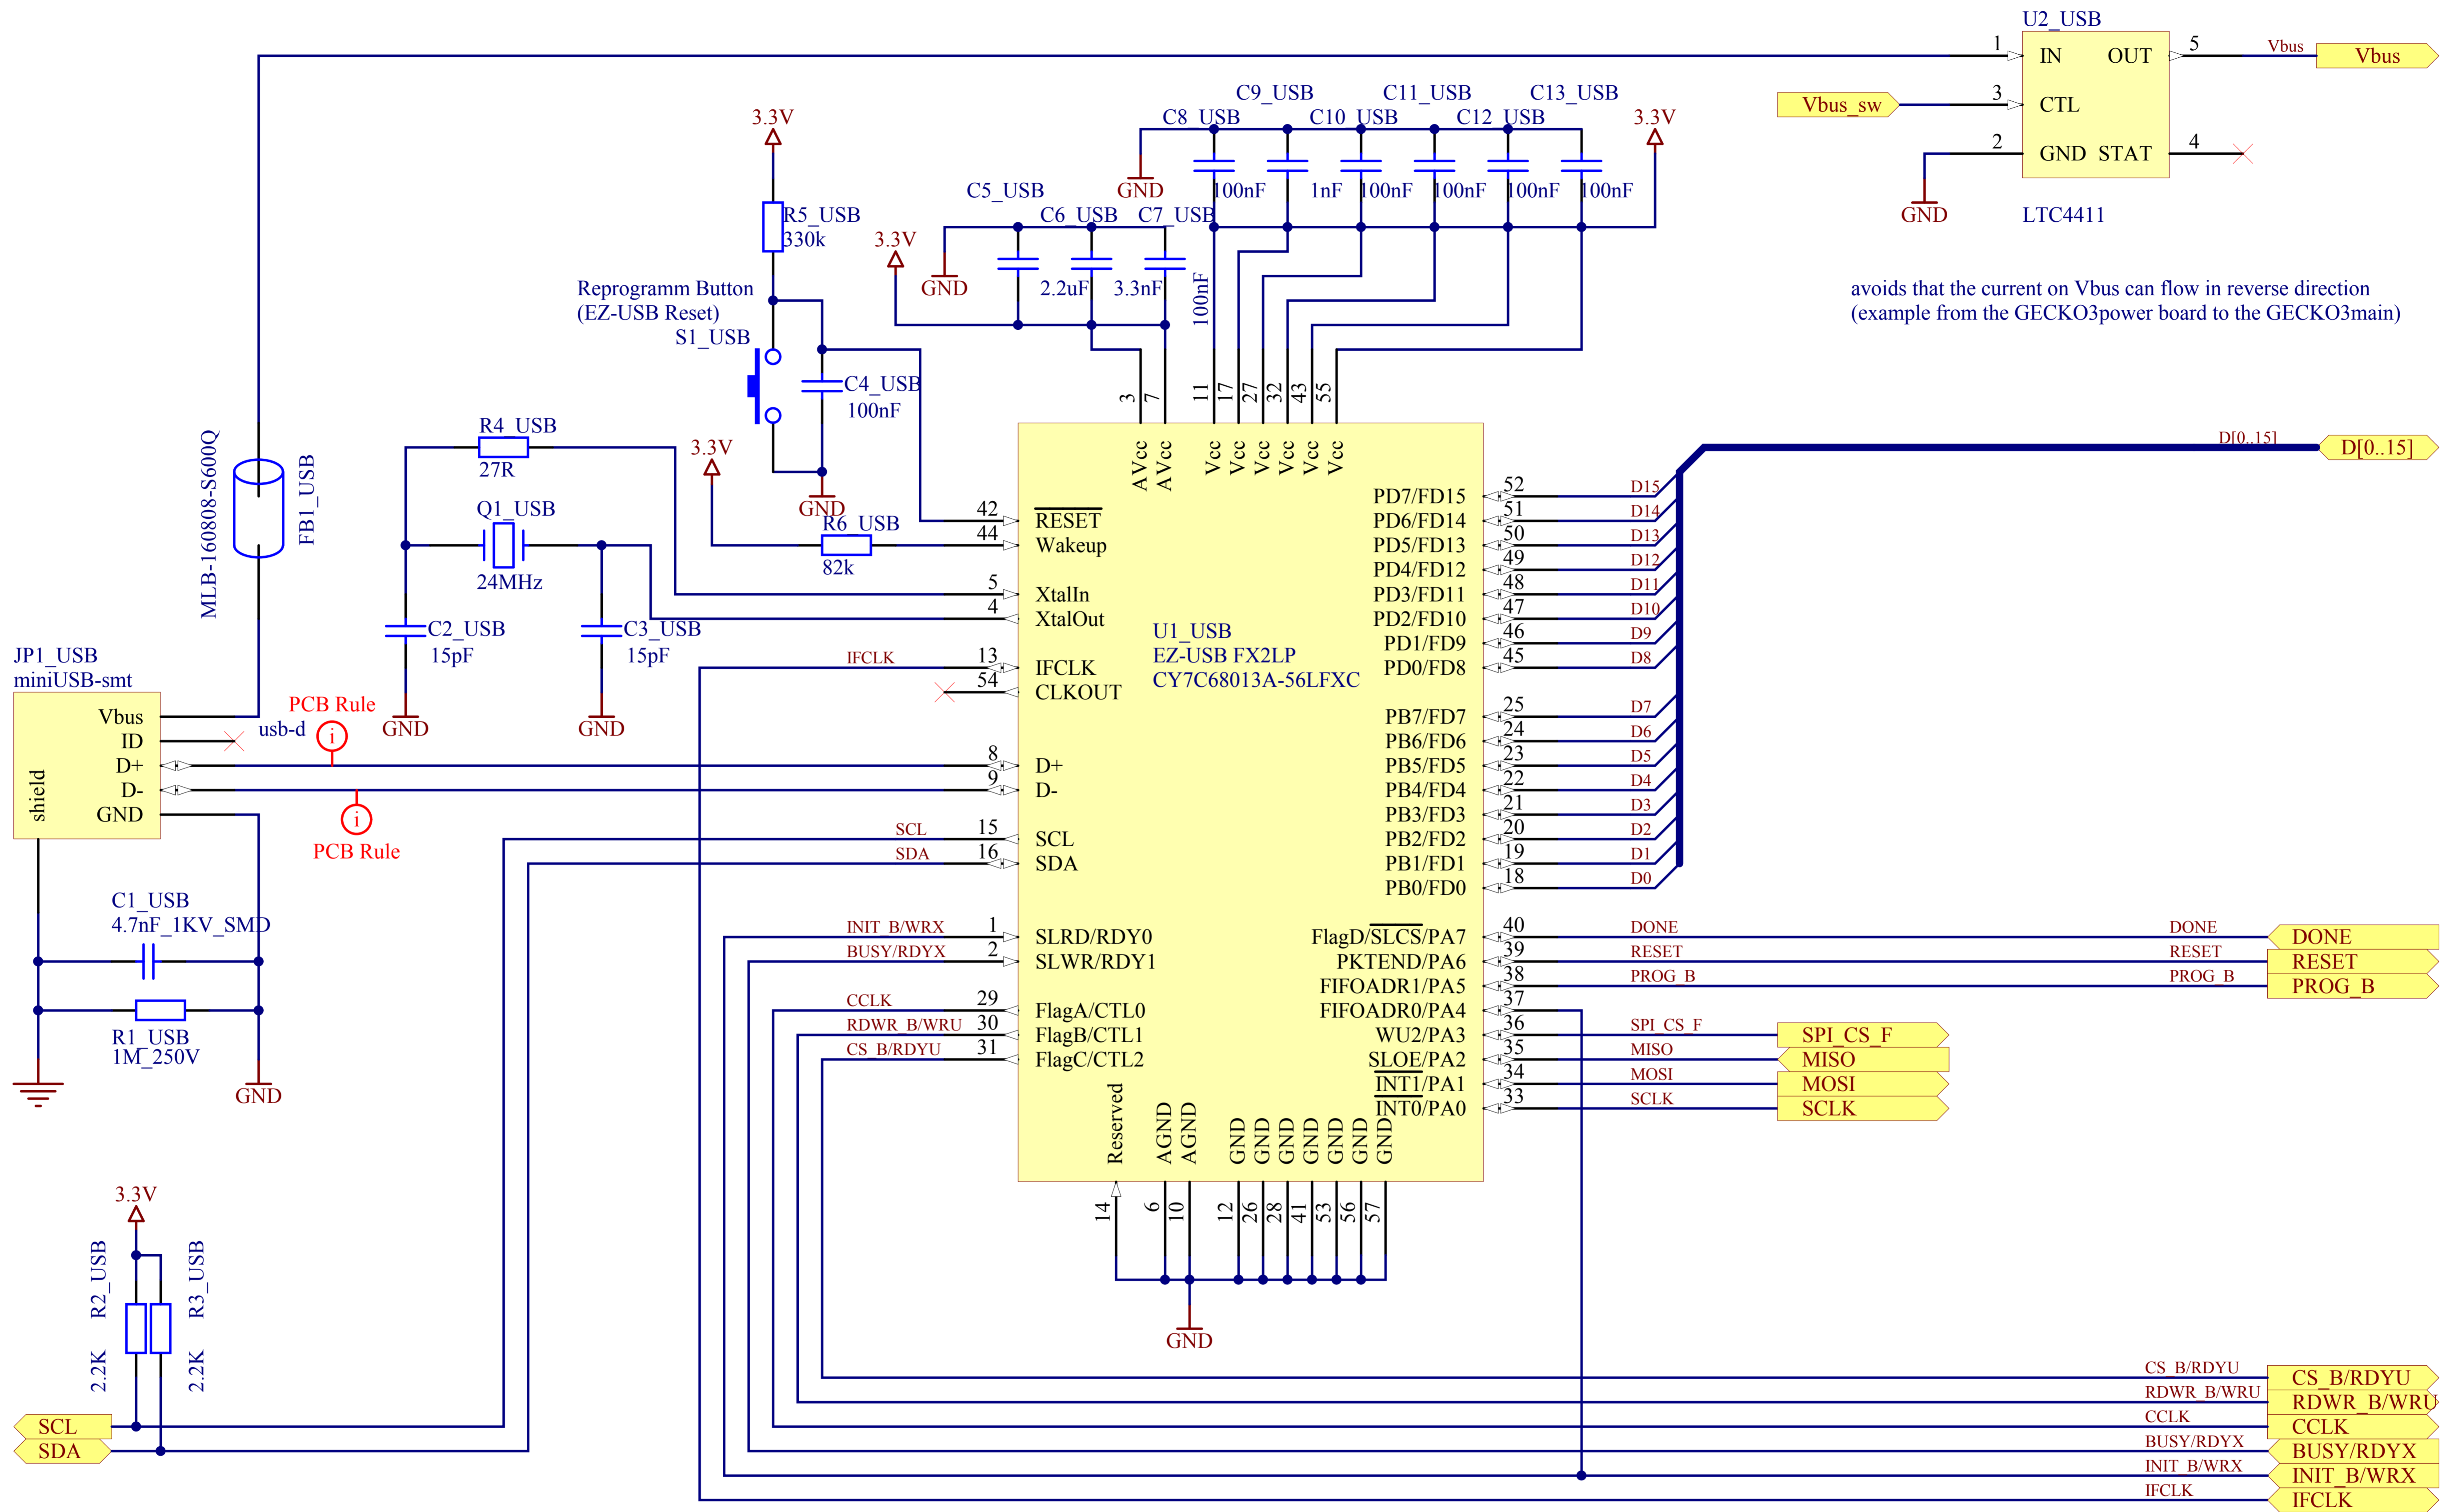 U2_USB
1 IN OUT 5 Vbus Vbus
Vbus_sw 3 CTL
2 GND STAT 4
GND
LTC4411
avoids that the current on Vbus can flow in reverse direction
(example from the GECKO3power board to the GECKO3main)
C9_USB C11_USB C13_USB
C8_USB C10_USB C12_USB
3.3V
GND
100nF 1nF 100nF 100nF 100nF 100nF
3.3V
R5_USB
330k
C5_USB
C6_USB C7_USB
3.3V
GND
2.2uF 3.3nF 100nF
Reprogramm Button
(EZ-USB Reset)
S1_USB
C4_USB
100nF
GND
3.3V
R6_USB
82k
R4_USB
27R
Q1_USB
24MHz
C2_USB
15pF
C3_USB
15pF
GND
GND
MLB-160808-S600Q
FB1_USB
JP1_USB
miniUSB-smt
Vbus
ID
D+
D-
GND
shield
usb-d
PCB Rule
i
i
PCB Rule
C1_USB
4.7nF_1KV_SMD
R1_USB
1M_250V
GND
3.3V
R2_USB
2.2K
R3_USB
2.2K
SCL
SDA
3 7 11 17 27 32 43 55
AVcc AVcc Vcc Vcc Vcc Vcc Vcc Vcc
U1_USB
EZ-USB FX2LP
CY7C68013A-56LFXC
42 RESET
44 Wakeup
5 XtalIn
4 XtalOut
IFCLK 13 IFCLK
54 CLKOUT
8 D+
9 D-
SCL 15 SCL
SDA 16 SDA
INIT_B/WRX 1 SLRD/RDY0
BUSY/RDYX 2 SLWR/RDY1
CCLK 29 FlagA/CTL0
RDWR_B/WRU 30 FlagB/CTL1
CS_B/RDYU 31 FlagC/CTL2
D[0..15] D[0..15]
PD7/FD15 52 D15
PD6/FD14 51 D14
PD5/FD13 50 D13
PD4/FD12 49 D12
PD3/FD11 48 D11
PD2/FD10 47 D10
PD1/FD9 46 D9
PD0/FD8 45 D8
PB7/FD7 25 D7
PB6/FD6 24 D6
PB5/FD5 23 D5
PB4/FD4 22 D4
PB3/FD3 21 D3
PB2/FD2 20 D2
PB1/FD1 19 D1
PB0/FD0 18 D0
FlagD/SLCS/PA7 40 DONE DONE DONE
PKTEND/PA6 39 RESET RESET RESET
FIFOADR1/PA5 38 PROG_B PROG_B PROG_B
FIFOADR0/PA4 37
WU2/PA3 36 SPI_CS_F SPI_CS_F
SLOE/PA2 35 MISO MISO
INT1/PA1 34 MOSI MOSI
INT0/PA0 33 SCLK SCLK
Reserved AGND AGND GND GND GND GND GND GND GND
14 6 10 12 26 28 41 53 56 57
GND
CS_B/RDYU CS_B/RDYU
RDWR_B/WRU RDWR_B/WRU
CCLK CCLK
BUSY/RDYX BUSY/RDYX
INIT_B/WRX INIT_B/WRX
IFCLK IFCLK